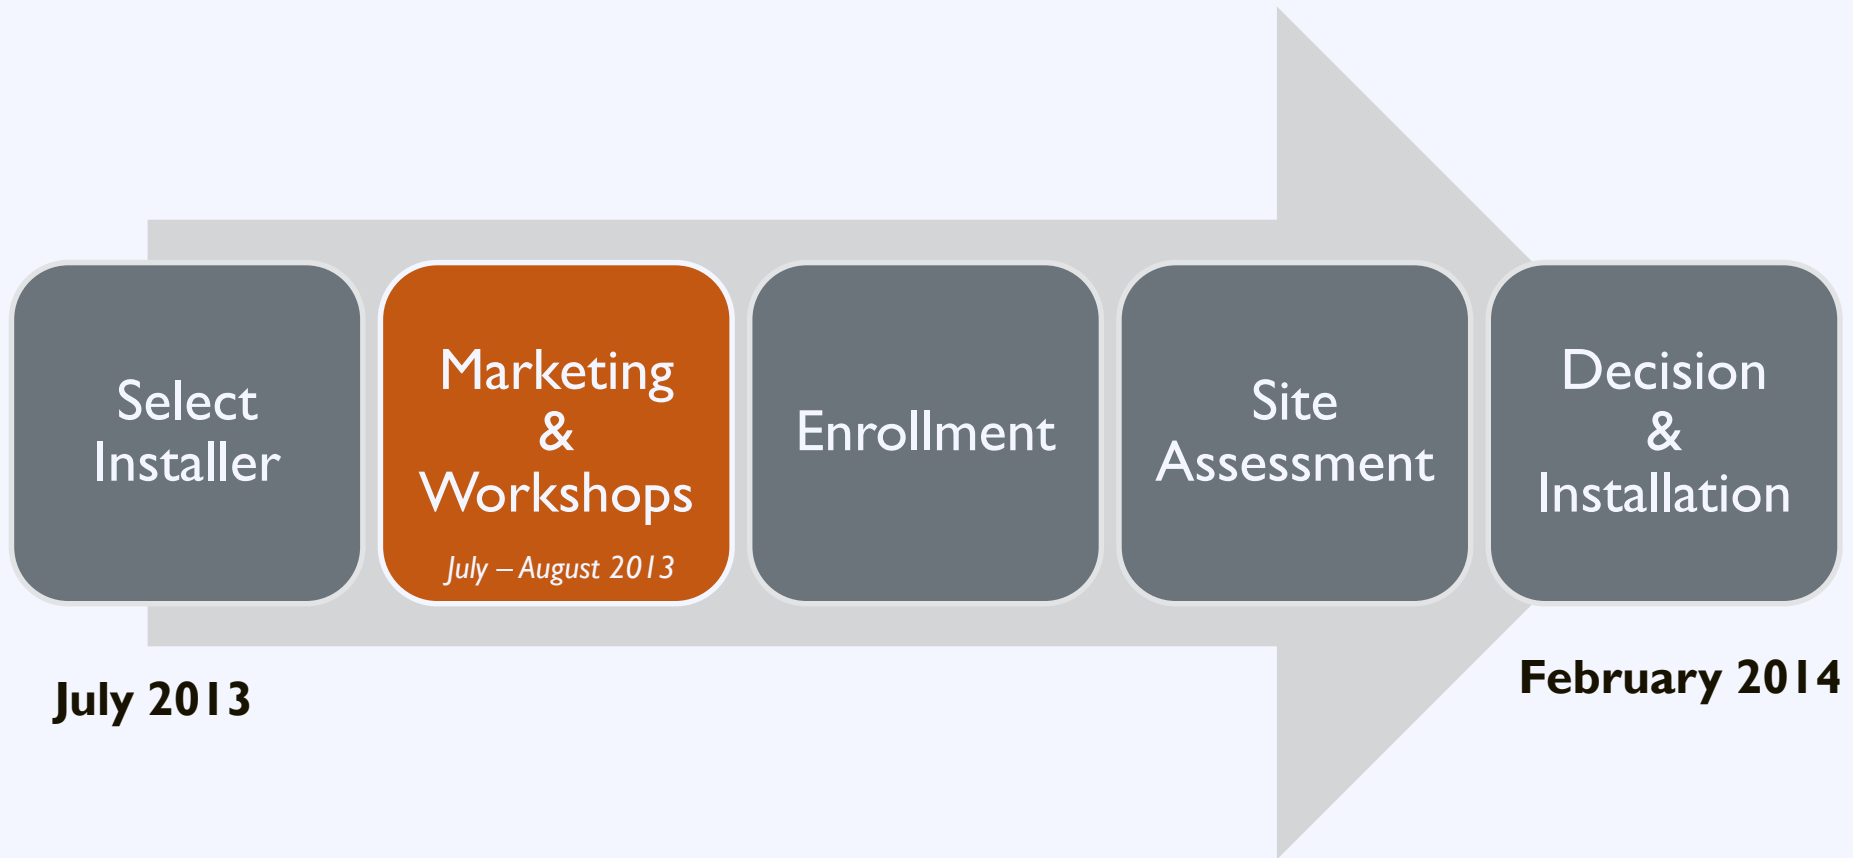 Select
Installer
Marketing
&
Workshops
July – August 2013
Enrollment
Site
Assessment
Decision
&
Installation
July 2013
February 2014